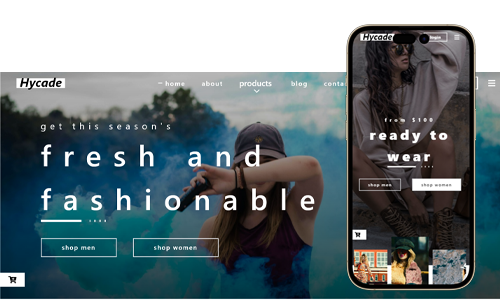 Hycade
home about products blog conta
get this season's
fresh and
fashionable
shop men shop women
Hycade
from $100
ready to
wear
shop men shop women